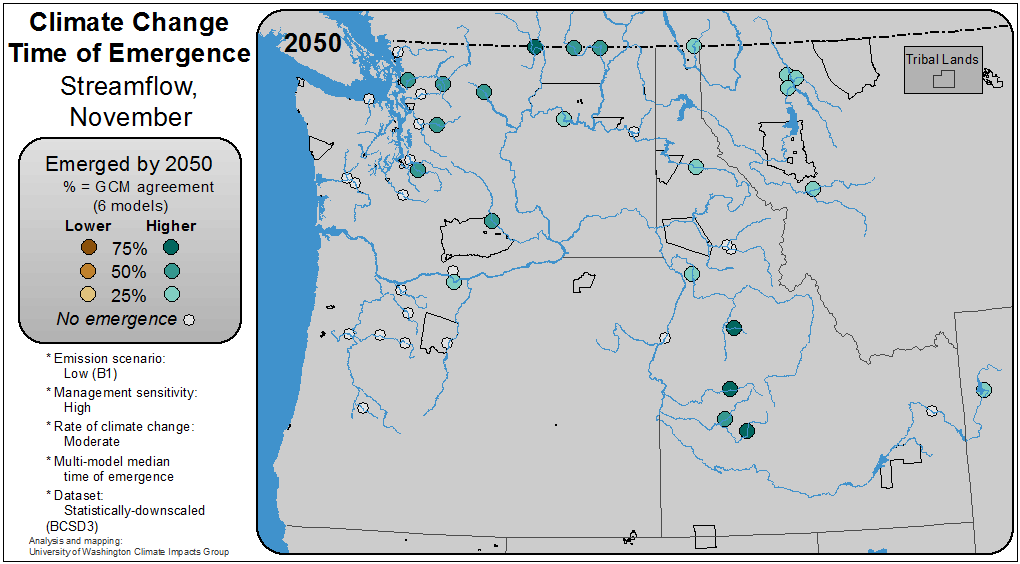 Climate Change
Time of Emergence
Streamflow,
November
Emerged by 2050
% = GCM agreement
(6 models)
Lower Higher
75%
50%
25%
No emergence
* Emission scenario:
Low (B1)
* Management sensitivity:
High
* Rate of climate change:
Moderate
* Multi-model median
time of emergence
* Dataset:
Statistically-downscaled
(BCSD3)
Analysis and mapping:
University of Washington Climate Impacts Group
2050
Tribal Lands